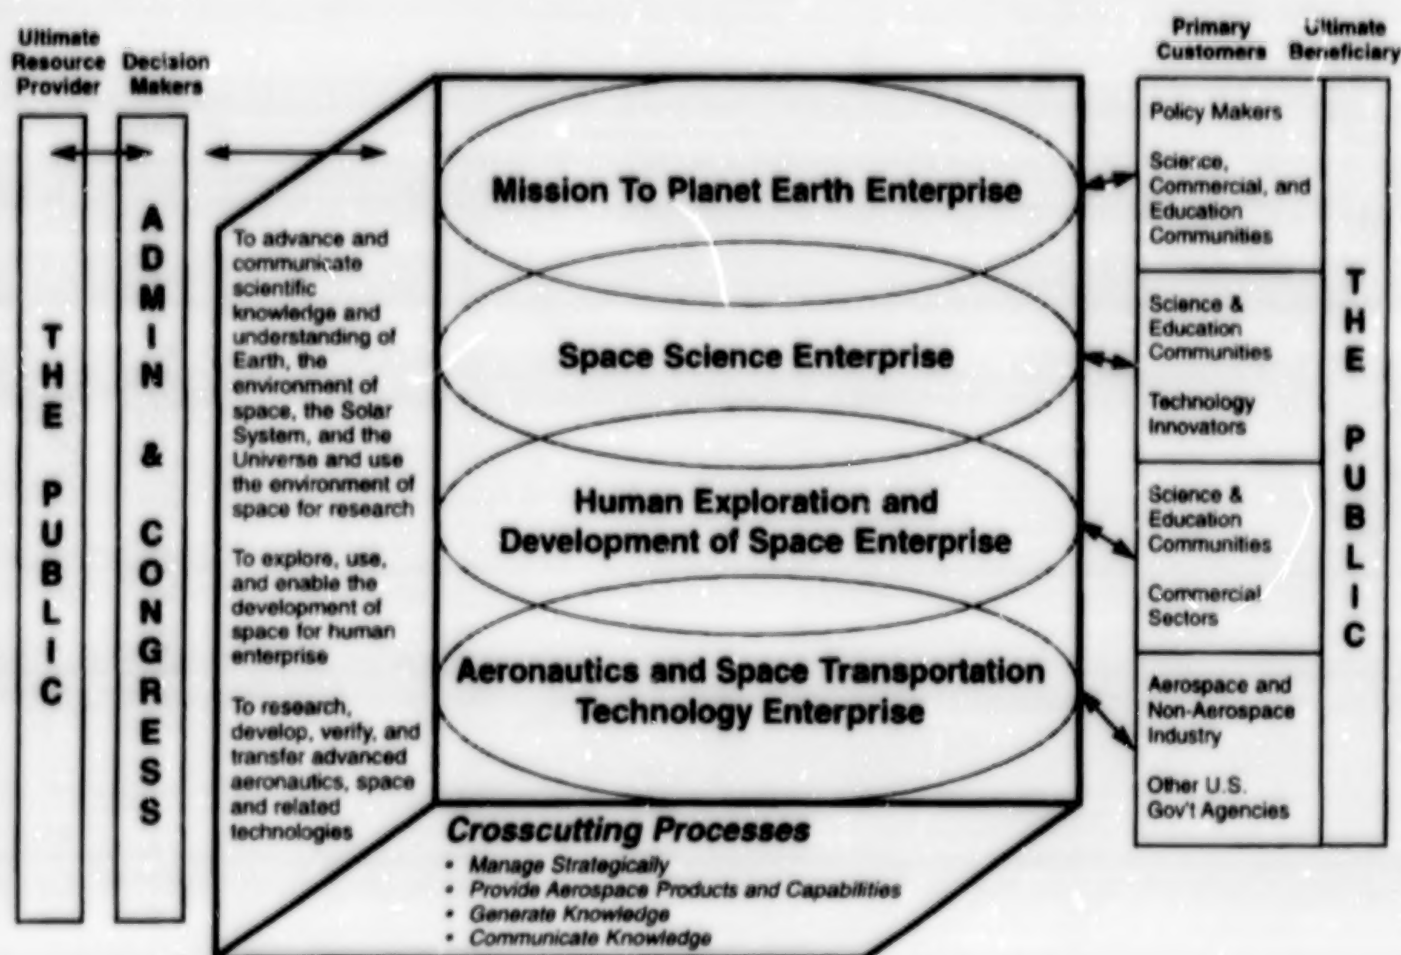 Ultimate
Resource
Provider
Decision
Makers
THE PUBLIC
ADMIN & CONGRESS
To advance and
communicate
scientific
knowledge and
understanding of
Earth, the
environment of
space, the Solar
System, and the
Universe and use
the environment of
space for research
To explore, use,
and enable the
development of
space for human
enterprise
To research,
develop, verify, and
transfer advanced
aeronautics, space
and related
technologies
Mission To Planet Earth Enterprise
Space Science Enterprise
Human Exploration and
Development of Space Enterprise
Aeronautics and Space Transportation
Technology Enterprise
Crosscutting Processes
• Manage Strategically
• Provide Aerospace Products and Capabilities
• Generate Knowledge
• Communicate Knowledge
Primary
Customers
Ultimate
Beneficiary
Policy Makers
Science,
Commercial, and
Education
Communities
Science &
Education
Communities
Technology
Innovators
Science &
Education
Communities
Commercial
Sectors
Aerospace and
Non-Aerospace
Industry
Other U.S.
Gov't Agencies
THE PUBLIC